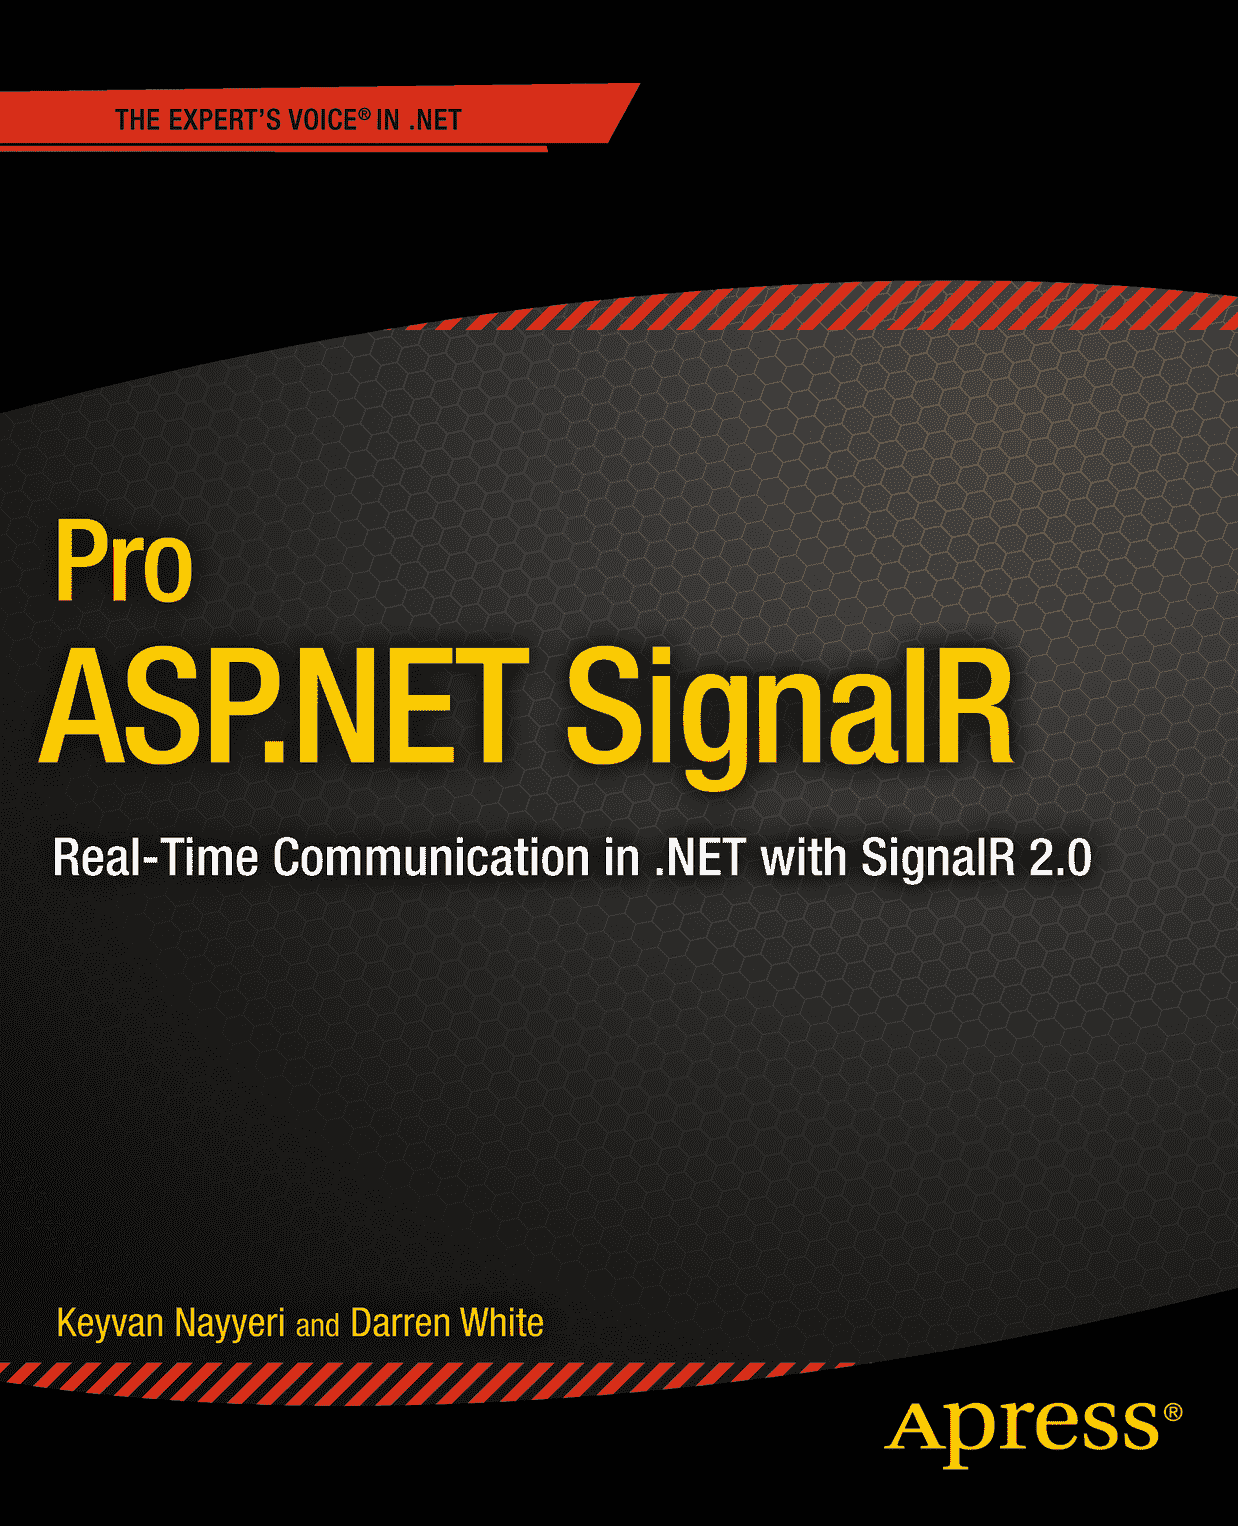 THE EXPERT’S VOICE® IN .NET
Pro
ASP.NET SignalR
Real-Time Communication in .NET with SignalR 2.0
Keyvan Nayyeri and Darren White
Apress®